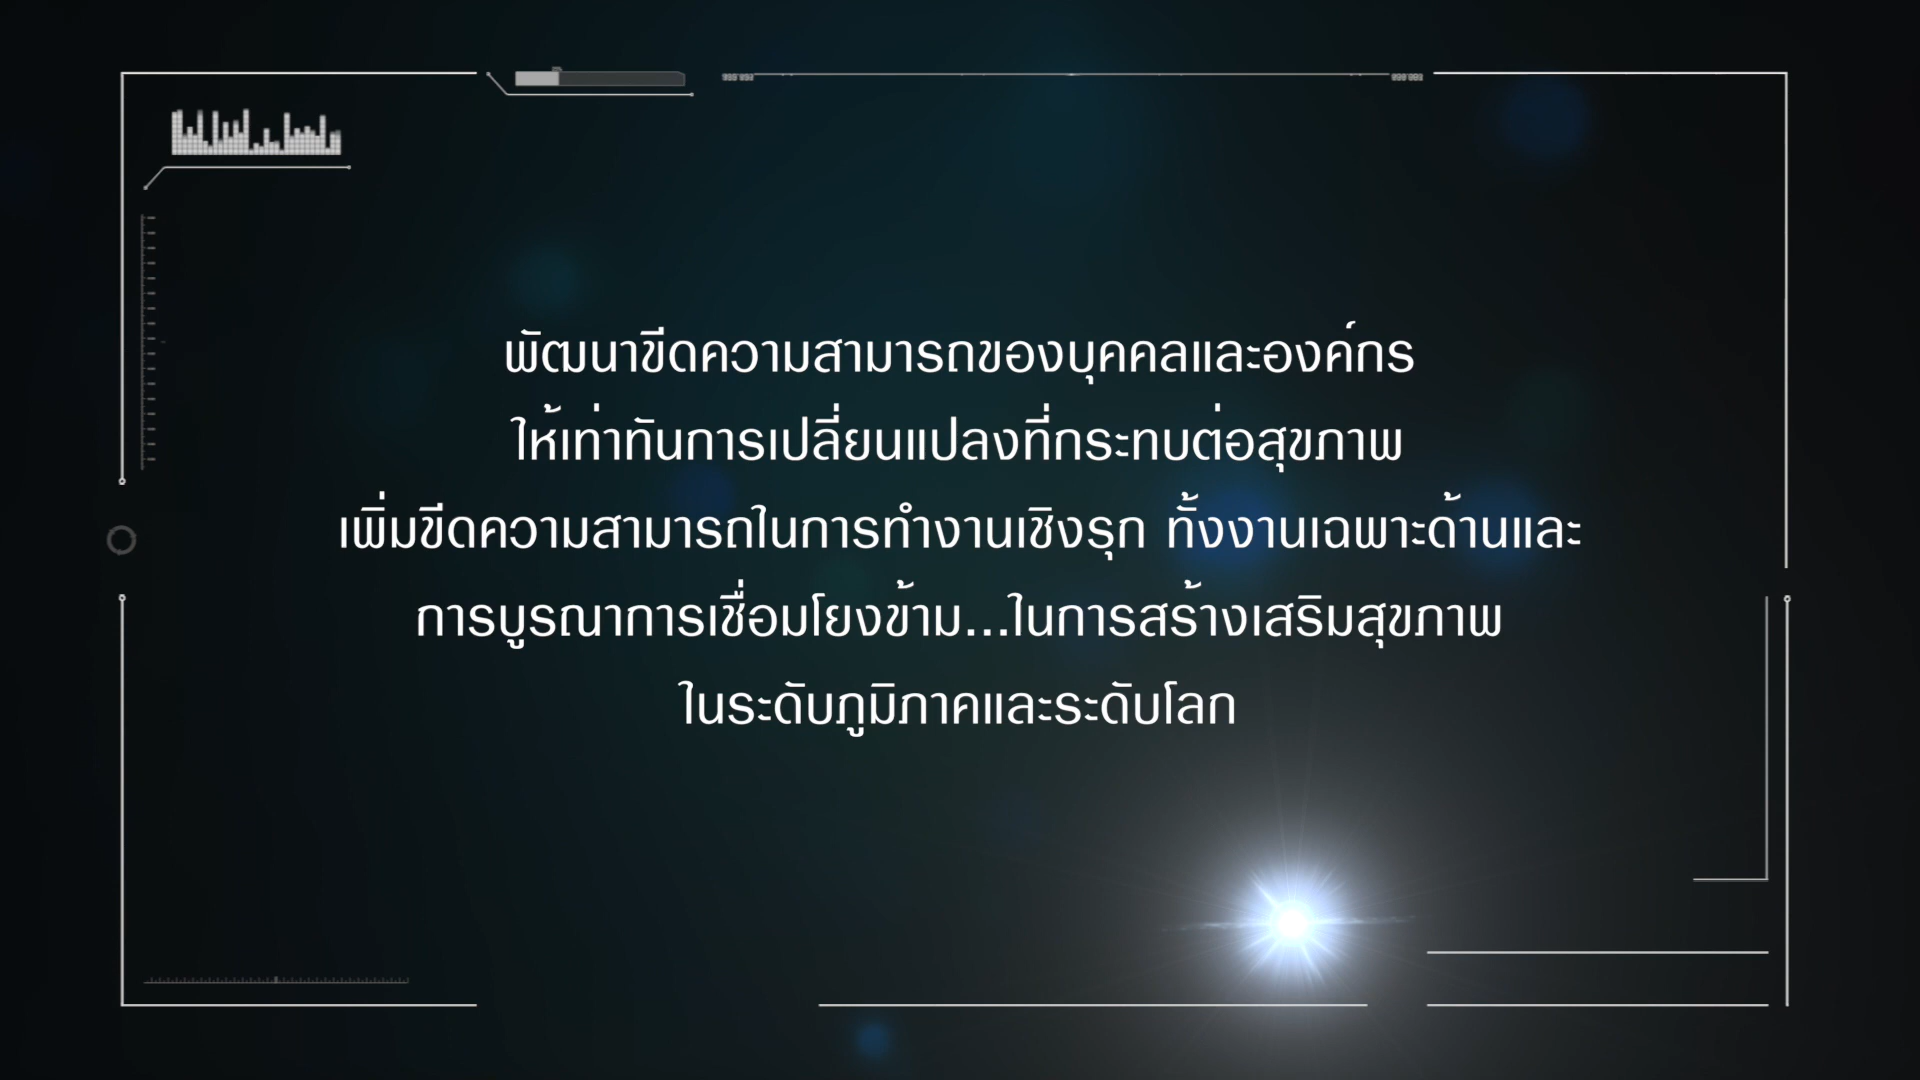 พัฒนาขีดความสามารถของบุคคลและองค์กร
ให้เท่าทันการเปลี่ยนแปลงที่กระทบต่อสุขภาพ
เพิ่มขีดความสามารถในการทำงานเชิงรุก ทั้งงานเฉพาะด้านและ
การบูรณาการเชื่อมโยงข้าม...ในการสร้างเสริมสุขภาพ
ในระดับภูมิภาคและระดับโลก